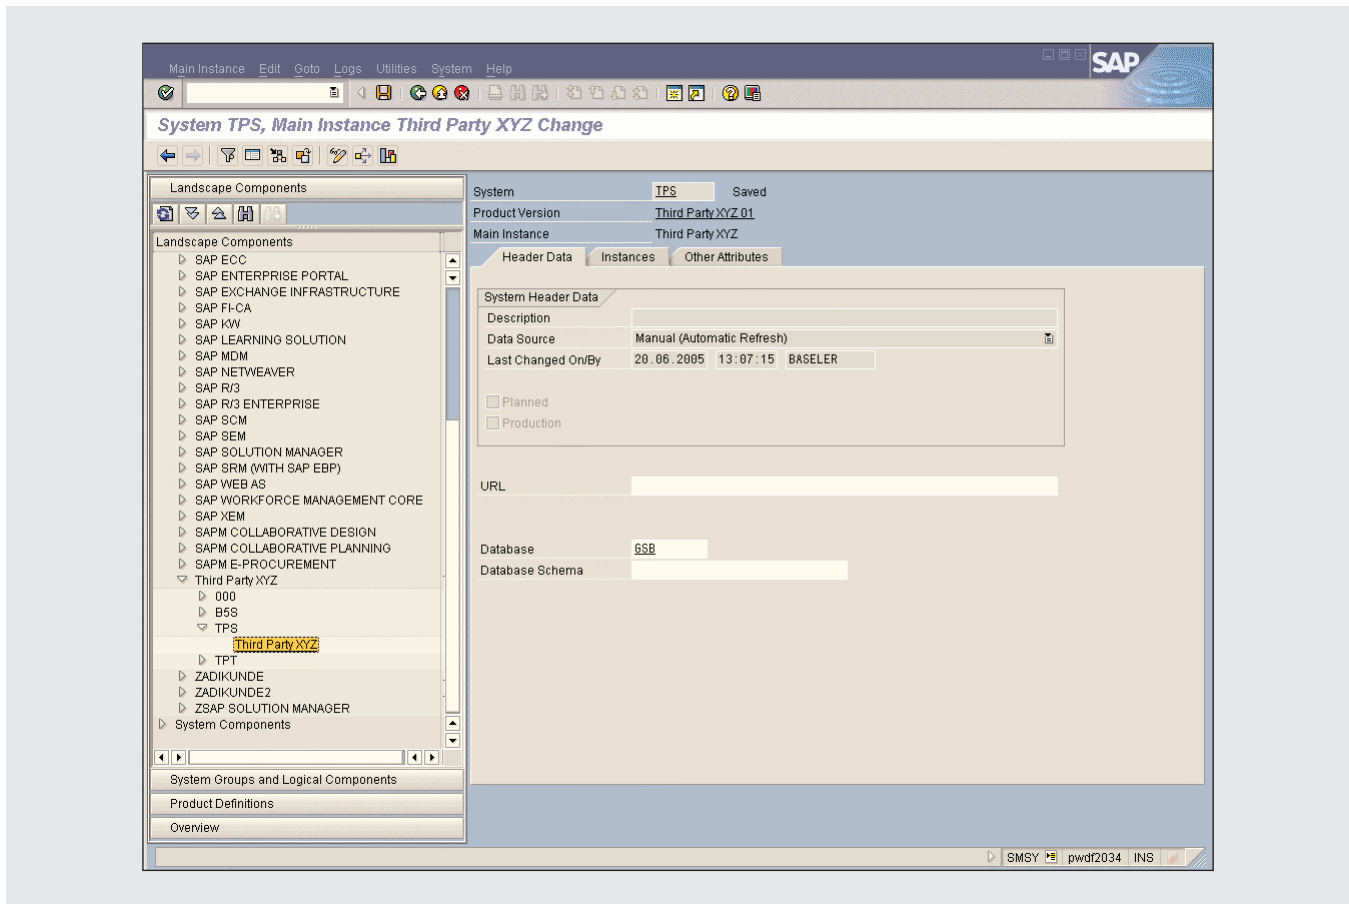 Main Instance Edit Goto Logs Utilities System Help
SAP
System TPS, Main Instance Third Party XYZ Change
Landscape Components
Landscape Components
SAP ECC
SAP ENTERPRISE PORTAL
SAP EXCHANGE INFRASTRUCTURE
SAP FI-CA
SAP KW
SAP LEARNING SOLUTION
SAP MDM
SAP NETWEAVER
SAP R/3
SAP R/3 ENTERPRISE
SAP SCM
SAP SEM
SAP SOLUTION MANAGER
SAP SRM (WITH SAP EBP)
SAP WEB AS
SAP WORKFORCE MANAGEMENT CORE
SAP XEM
SAPM COLLABORATIVE DESIGN
SAPM COLLABORATIVE PLANNING
SAPM E-PROCUREMENT
Third Party XYZ
000
B5S
TPS
Third Party XYZ
TPT
ZADIKUNDE
ZADIKUNDE2
ZSAP SOLUTION MANAGER
System Components
System Groups and Logical Components
Product Definitions
Overview
System TPS Saved
Product Version Third Party XYZ 01
Main Instance Third Party XYZ
Header Data Instances Other Attributes
System Header Data
Description
Data Source Manual (Automatic Refresh)
Last Changed On/By 20.06.2005 13:07:15 BASELER
Planned
Production
URL
Database GSB
Database Schema
SMSY pwdf2034 INS